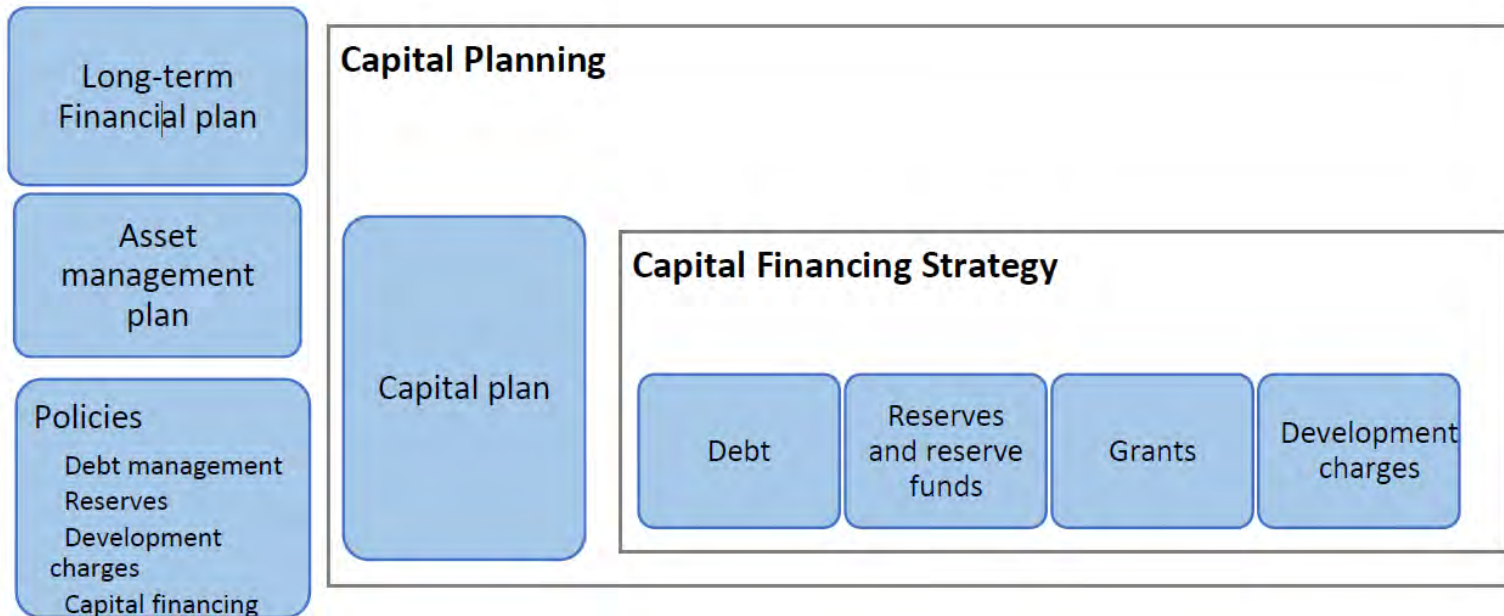 Long-term
Financial plan
Asset
management
plan
Policies
Debt management
Reserves
Development
charges
Capital financing
Capital Planning
Capital plan
Capital Financing Strategy
Debt
Reserves
and reserve
funds
Grants
Development
charges